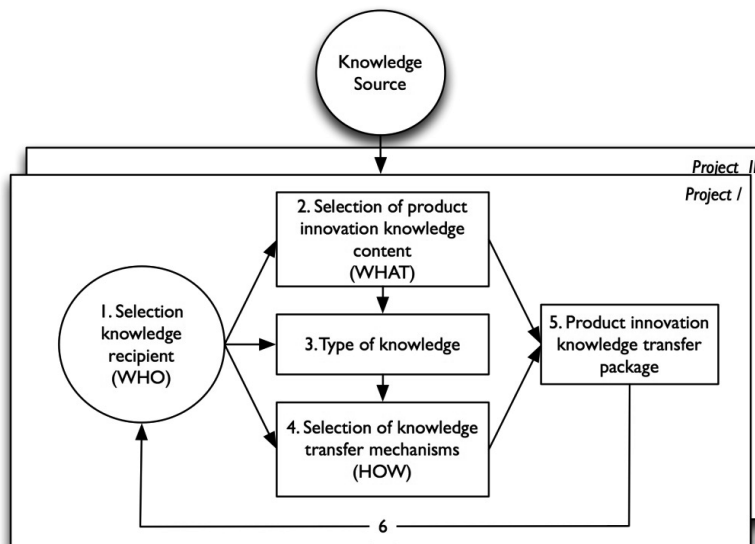 Knowledge
Source
Project II
Project I
2. Selection of product
innovation knowledge
content
(WHAT)
1. Selection
knowledge
recipient
(WHO)
3. Type of knowledge
5. Product innovation
knowledge transfer
package
4. Selection of knowledge
transfer mechanisms
(HOW)
6